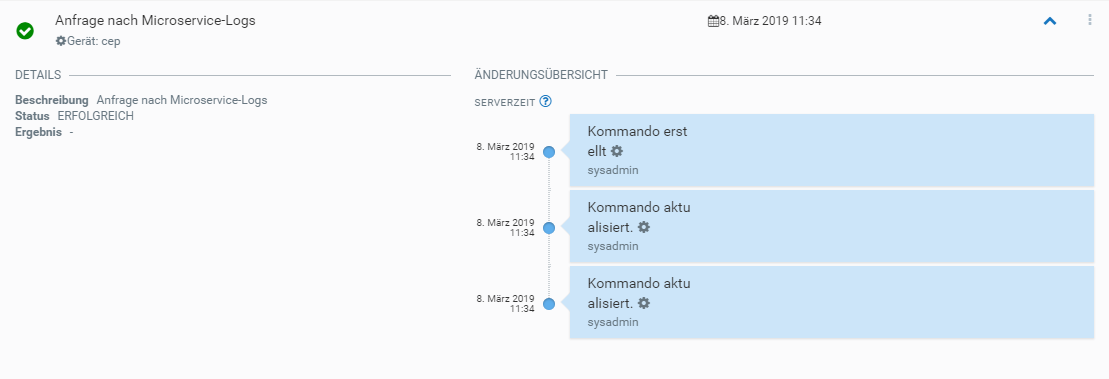 Anfrage nach Microservice-Logs
8. März 2019 11:34
Gerät: cep
DETAILS
Beschreibung Anfrage nach Microservice-Logs
Status ERFOLGREICH
Ergebnis -
ÄNDERUNGSÜBERSICHT
SERVERZEIT ?
8. März 2019
11:34
Kommando erst
ellt
sysadmin
8. März 2019
11:34
Kommando aktu
alisiert.
sysadmin
8. März 2019
11:34
Kommando aktu
alisiert.
sysadmin